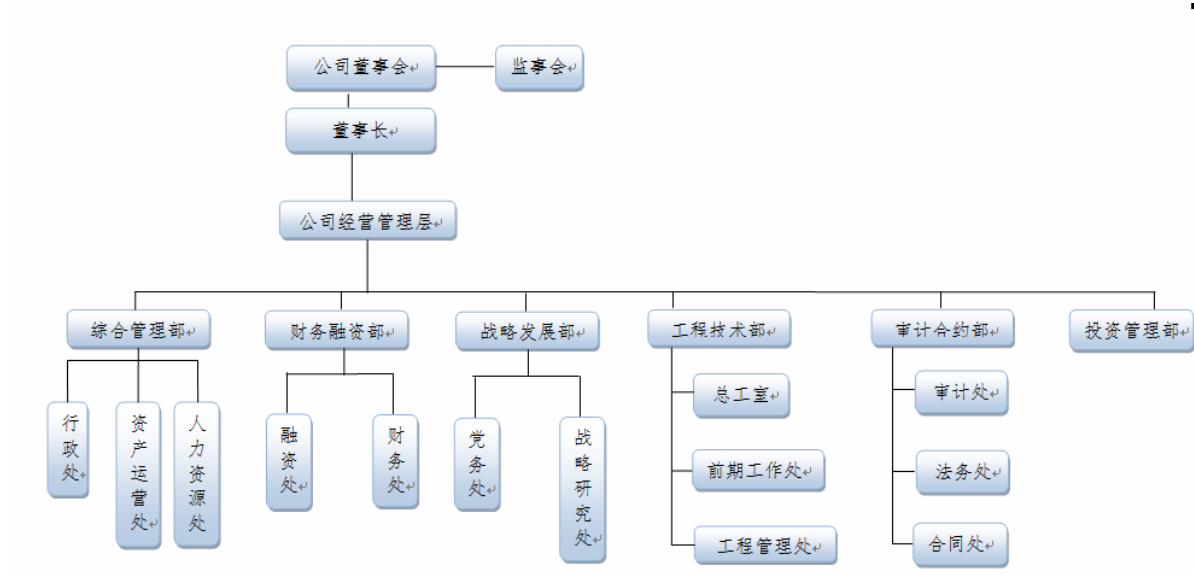 公司董事会
监事会
董事长
公司经营管理层
综合管理部
财务融资部
战略发展部
工程技术部
审计合约部
投资管理部
行政处
资产运营处
人力资源处
融资处
财务处
党务处
战略研究处
总工室
前期工作处
工程管理处
审计处
法务处
合同处